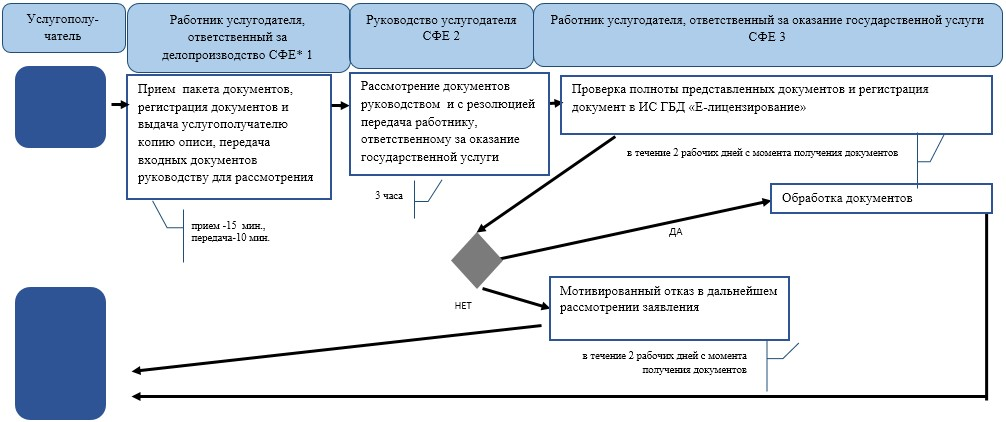 Услугополу-
чатель
Работник услугодателя,
ответственный за
делопроизводство СФЕ* 1
Руководство услугодателя
СФЕ 2
Работник услугодателя, ответственный за оказание государственной услуги
СФЕ 3
Прием пакета документов,
регистрация документов и
выдача услугополучателю
копию описи, передача
входных документов
руководству для рассмотрения
Рассмотрение документов
руководством и с резолюцией
передача работнику,
ответственному за оказание
государственной услуги
Проверка полноты представленных документов и регистрация
документ в ИС ГБД «Е-лицензирование»
в течение 2 рабочих дней с момента получения документов
3 часа
Обработка документов
прием -15 мин.,
передача-10 мин.
ДА
НЕТ
Мотивированный отказ в дальнейшем
рассмотрении заявления
в течение 2 рабочих дней с момента
получения документов